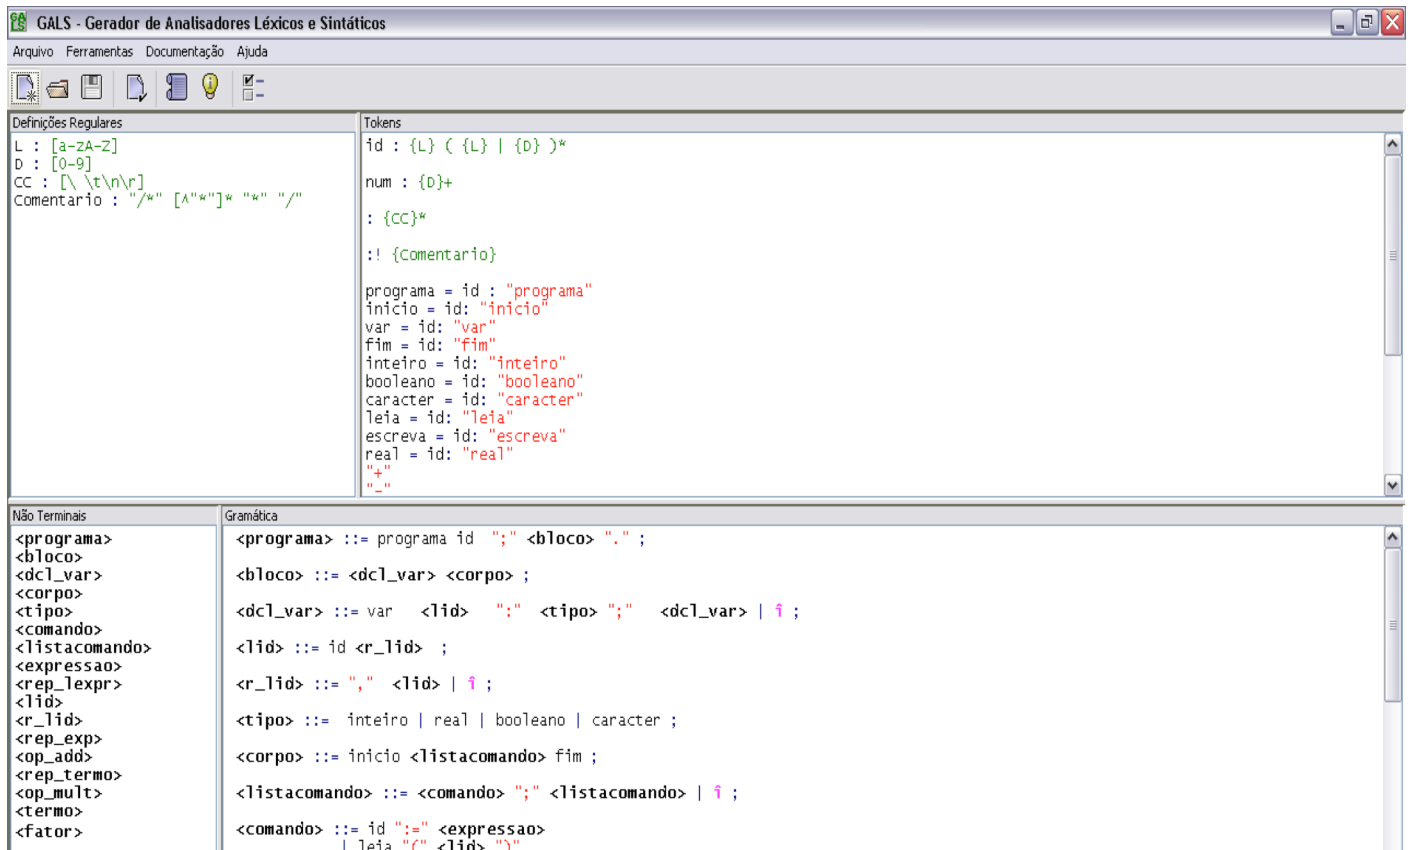 GALS - Gerador de Analisadores Léxicos e Sintáticos
Arquivo Ferramentas Documentação Ajuda
Definições Regulares
L : [a-zA-Z]
D : [0-9]
CC : [\ \t\n\r]
Comentario : "/*" [^"*"]* "*" "/"
Tokens
id : {L} ( {L} | {D} )*
num : {D}+
: {CC}*
:! {Comentario}
programa = id : "programa"
inicio = id: "inicio"
var = id: "var"
fim = id: "fim"
inteiro = id: "inteiro"
booleano = id: "booleano"
caracter = id: "caracter"
leia = id: "leia"
escreva = id: "escreva"
real = id: "real"
"+"
"-"
Não Terminais
<programa>
<bloco>
<dcl_var>
<corpo>
<tipo>
<comando>
<listacomando>
<expressao>
<rep_lexpr>
<lid>
<r_lid>
<rep_exp>
<op_add>
<rep_termo>
<op_mult>
<termo>
<fator>
Gramática
<programa> ::= programa id ";" <bloco> "." ;
<bloco> ::= <dcl_var> <corpo> ;
<dcl_var> ::= var <lid> ":" <tipo> ";" <dcl_var> | î ;
<lid> ::= id <r_lid> ;
<r_lid> ::= "," <lid> | î ;
<tipo> ::= inteiro | real | booleano | caracter ;
<corpo> ::= inicio <listacomando> fim ;
<listacomando> ::= <comando> ";" <listacomando> | î ;
<comando> ::= id ":=" <expressao>
| leia "(" <lid> ")"